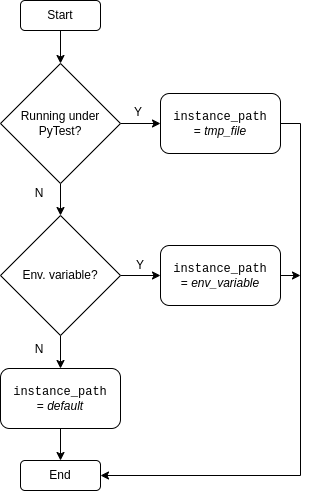 Start
Running under
PyTest?
Y
instance_path
= tmp_file
N
Env. variable?
Y
instance_path
= env_variable
N
instance_path
= default
End